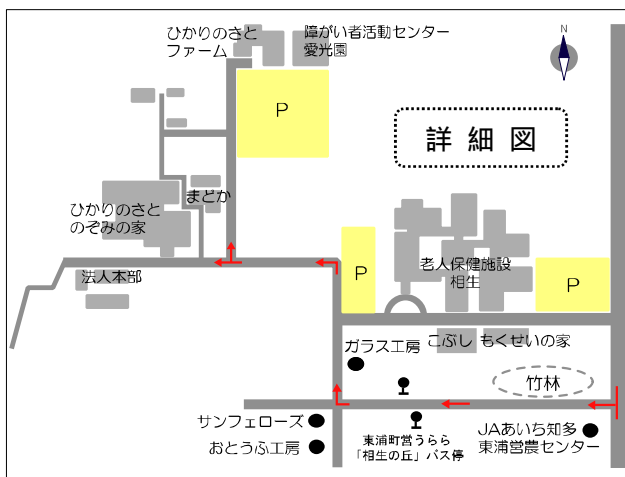 ひかりのさと
ファーム
障がい者活動センター
愛光園
N
P
詳細図
まどか
ひかりのさと
のぞみの家
老人保健施設
相生
P
P
法人本部
こぶし
もくせいの家
ガラス工房
竹林
サンフェローズ
おとうふ工房
東浦町営うらら
「相生の丘」バス停
JAあいち知多
東浦営農センター